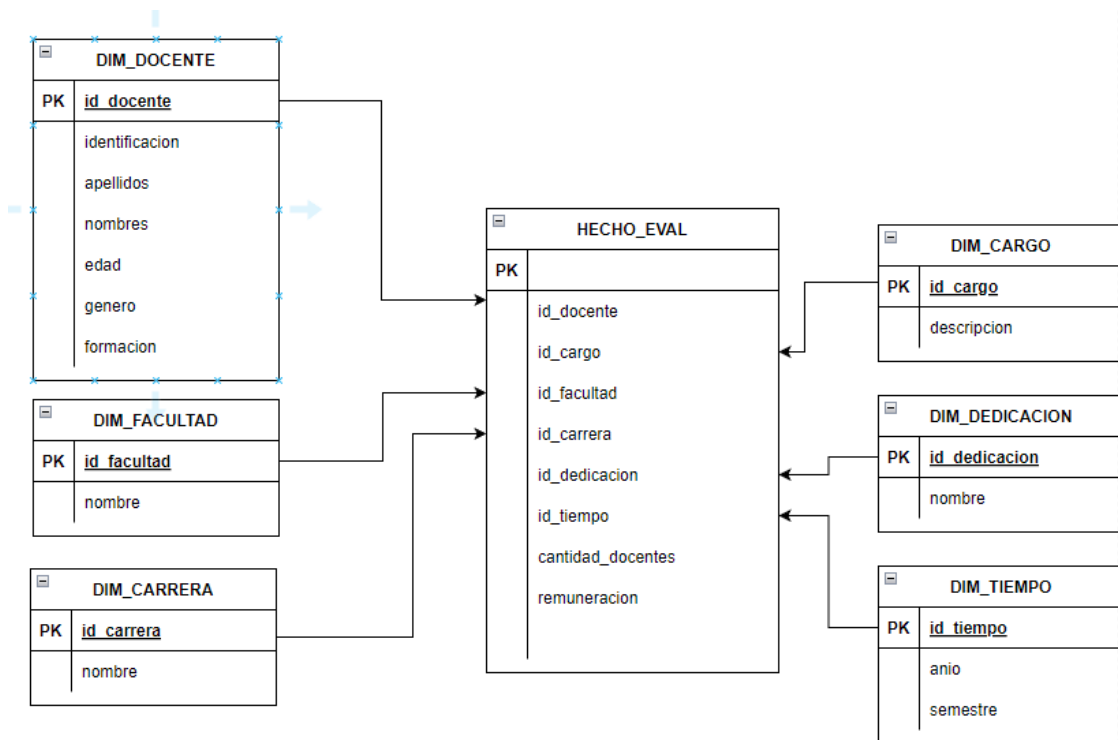 DIM_DOCENTE
PK id_docente
identificacion
apellidos
nombres
edad
genero
formacion
DIM_FACULTAD
PK id_facultad
nombre
DIM_CARRERA
PK id_carrera
nombre
HECHO_EVAL
PK
id_docente
id_cargo
id_facultad
id_carrera
id_dedicacion
id_tiempo
cantidad_docentes
remuneracion
DIM_CARGO
PK id_cargo
descripcion
DIM_DEDICACION
PK id_dedicacion
nombre
DIM_TIEMPO
PK id_tiempo
anio
semestre